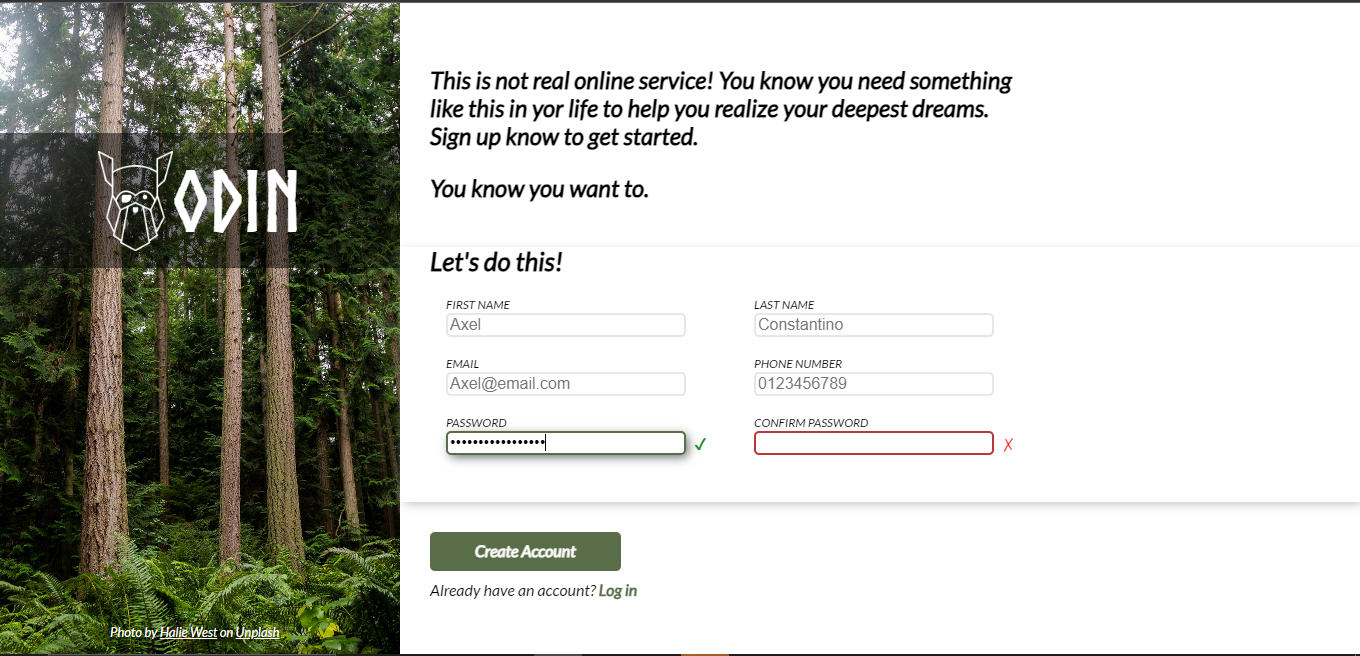 ODIN
Photo by Halie West on Unplash
This is not real online service! You know you need something
like this in yor life to help you realize your deepest dreams.
Sign up know to get started.
You know you want to.
Let's do this!
FIRST NAME
Axel
LAST NAME
Constantino
EMAIL
Axel@email.com
PHONE NUMBER
0123456789
PASSWORD
•••••••••••••••••
✓
CONFIRM PASSWORD
✗
Create Account
Already have an account? Log in